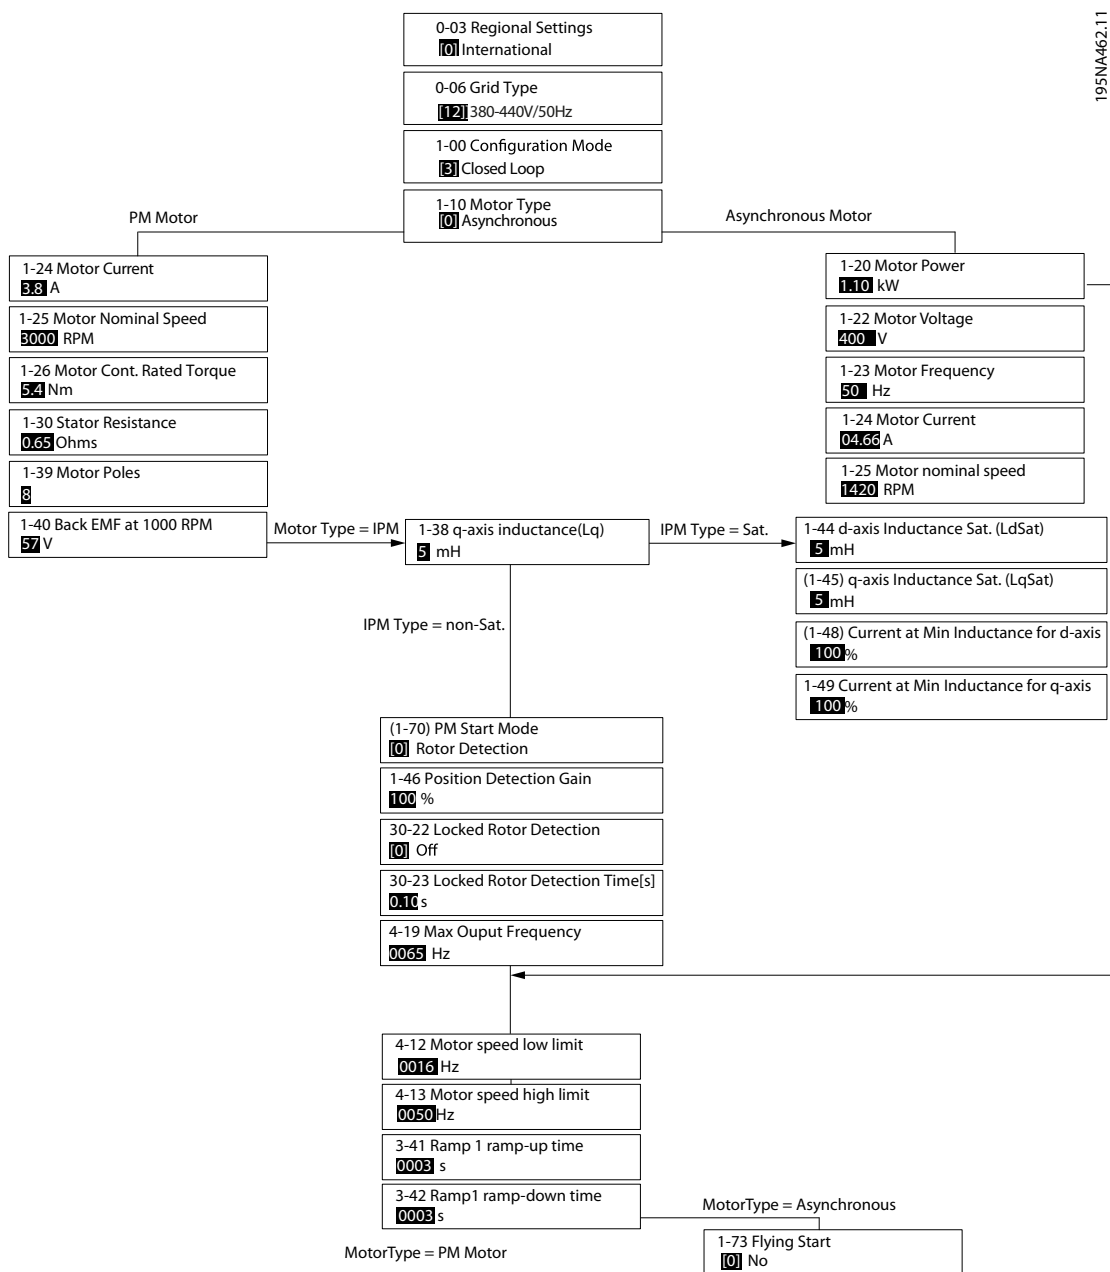 195NA462.11
0-03 Regional Settings
[0] International
0-06 Grid Type
[12] 380-440V/50Hz
1-00 Configuration Mode
[3] Closed Loop
1-10 Motor Type
[0] Asynchronous
PM Motor
Asynchronous Motor
1-24 Motor Current
3.8 A
1-25 Motor Nominal Speed
3000 RPM
1-26 Motor Cont. Rated Torque
5.4 Nm
1-30 Stator Resistance
0.65 Ohms
1-39 Motor Poles
8
1-40 Back EMF at 1000 RPM
57 V
1-20 Motor Power
1.10 kW
1-22 Motor Voltage
400 V
1-23 Motor Frequency
50 Hz
1-24 Motor Current
04.66 A
1-25 Motor nominal speed
1420 RPM
Motor Type = IPM
1-38 q-axis inductance(Lq)
5 mH
IPM Type = Sat.
1-44 d-axis Inductance Sat. (LdSat)
5 mH
(1-45) q-axis Inductance Sat. (LqSat)
5 mH
(1-48) Current at Min Inductance for d-axis
100 %
1-49 Current at Min Inductance for q-axis
100 %
IPM Type = non-Sat.
(1-70) PM Start Mode
[0] Rotor Detection
1-46 Position Detection Gain
100 %
30-22 Locked Rotor Detection
[0] Off
30-23 Locked Rotor Detection Time[s]
0.10 s
4-19 Max Ouput Frequency
0065 Hz
4-12 Motor speed low limit
0016 Hz
4-13 Motor speed high limit
0050 Hz
3-41 Ramp 1 ramp-up time
0003 s
3-42 Ramp1 ramp-down time
0003 s
MotorType = Asynchronous
MotorType = PM Motor
1-73 Flying Start
[0] No